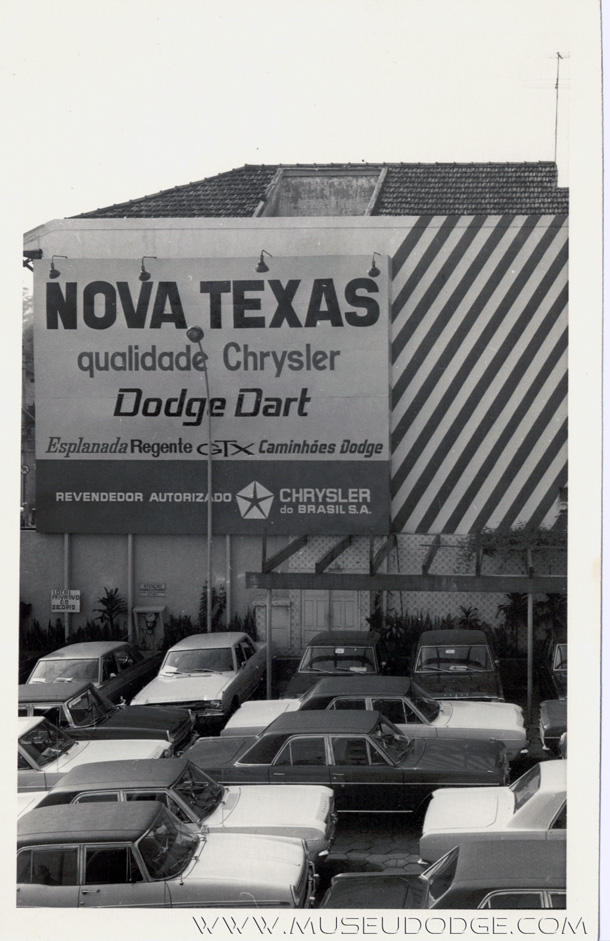 NOVA TEXAS
qualidade Chrysler
Dodge Dart
Esplanada Regente GTX Caminhões Dodge
REVENDEDOR AUTORIZADO CHRYSLER
do BRASIL S.A.
WWW.MUSEUDODGE.COM